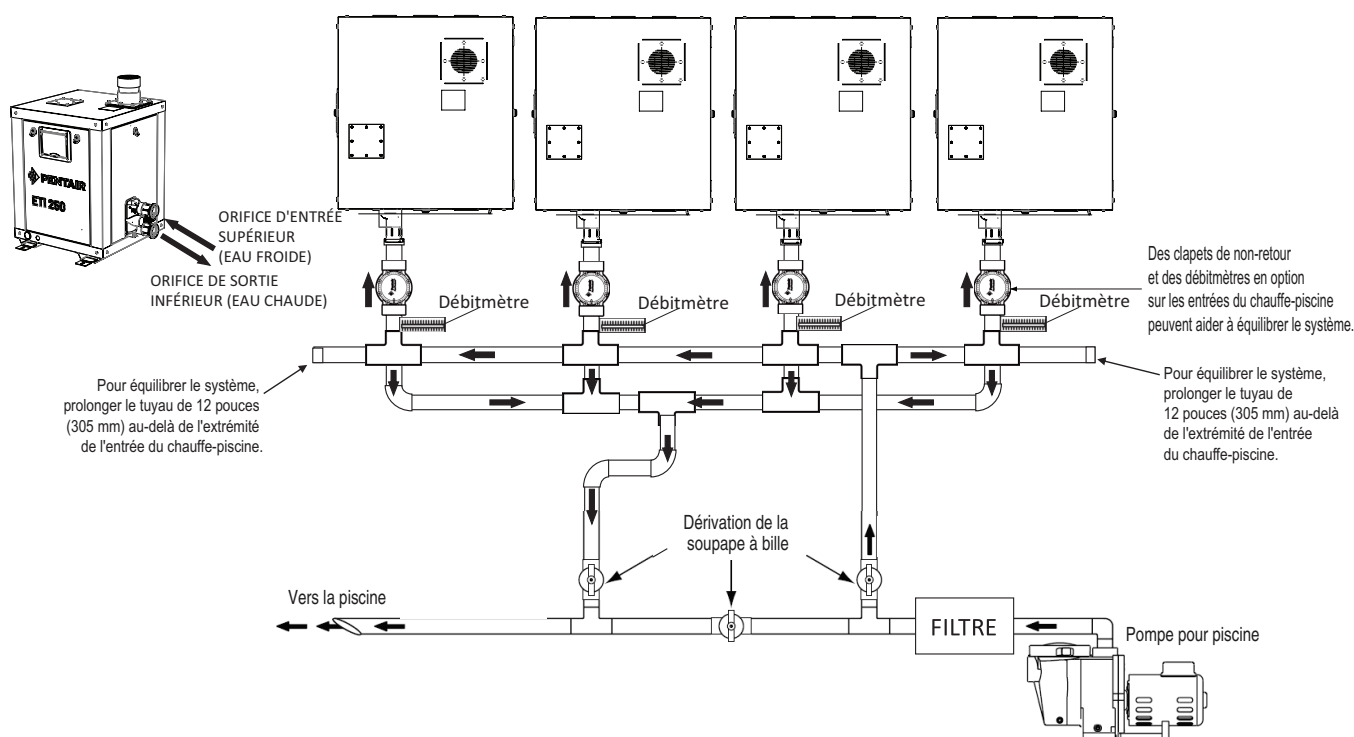 PENTAIR
ETI 250
ORIFICE D'ENTRÉE
SUPÉRIEUR
(EAU FROIDE)
ORIFICE DE SORTIE
INFÉRIEUR (EAU CHAUDE)
Débitmètre
Débitmètre
Débitmètre
Débitmètre
Des clapets de non-retour
et des débitmètres en option
sur les entrées du chauffe-piscine
peuvent aider à équilibrer le système.
Pour équilibrer le système,
prolonger le tuyau de 12 pouces
(305 mm) au-delà de l'extrémité
de l'entrée du chauffe-piscine.
Pour équilibrer le système,
prolonger le tuyau de
12 pouces (305 mm) au-delà
de l'extrémité de l'entrée
du chauffe-piscine.
Dérivation de la
soupape à bille
Vers la piscine
FILTRE
Pompe pour piscine